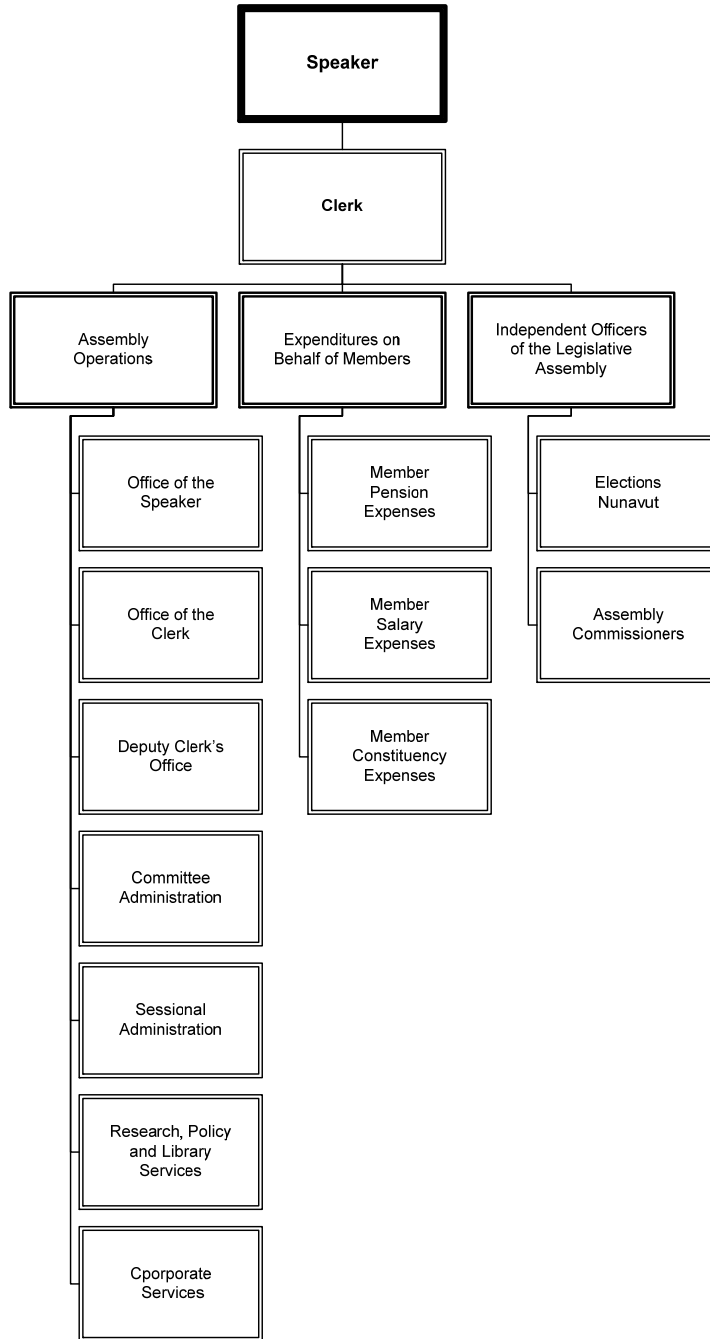 Speaker
Clerk
Assembly
Operations
Expenditures on
Behalf of Members
Independent Officers
of the Legislative
Assembly
Office of the
Speaker
Office of the
Clerk
Deputy Clerk's
Office
Committee
Administration
Sessional
Administration
Research, Policy
and Library
Services
Cporporate
Services
Member
Pension
Expenses
Member
Salary
Expenses
Member
Constituency
Expenses
Elections
Nunavut
Assembly
Commissioners